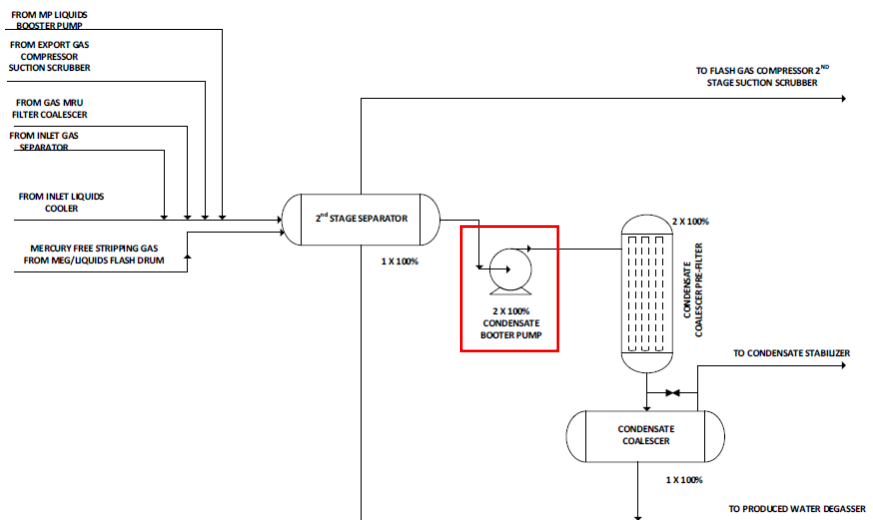 FROM MP LIQUIDS
BOOSTER PUMP
FROM EXPORT GAS
COMPRESSOR
SUCTION SCRUBBER
FROM GAS MRU
FILTER COALESCER
FROM INLET GAS
SEPARATOR
FROM INLET LIQUIDS
COOLER
MERCURY FREE STRIPPING GAS
FROM MEG/LIQUIDS FLASH DRUM
2nd STAGE SEPARATOR
1 X 100%
TO FLASH GAS COMPRESSOR 2ND
STAGE SUCTION SCRUBBER
2 X 100%
CONDENSATE
BOOTER PUMP
2 X 100%
CONDENSATE
COALESCER PRE-FILTER
TO CONDENSATE STABILIZER
CONDENSATE
COALESCER
1 X 100%
TO PRODUCED WATER DEGASSER